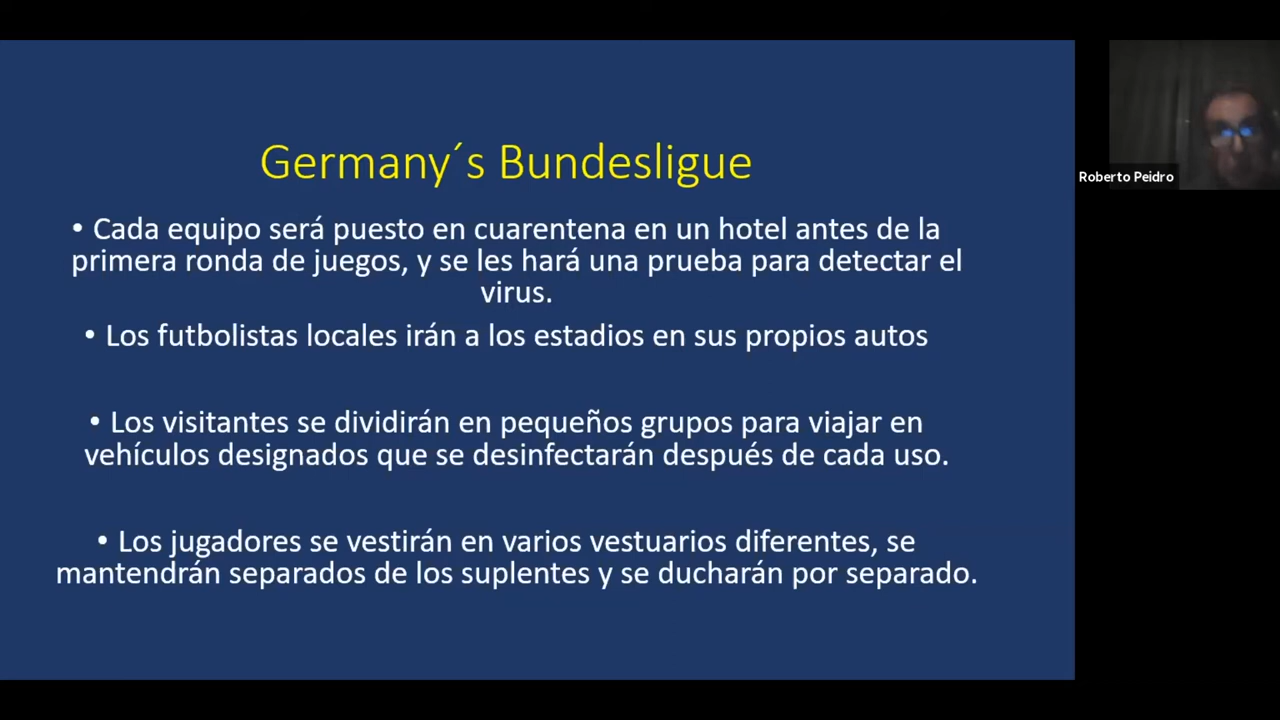 Germany´s Bundesligue
• Cada equipo será puesto en cuarentena en un hotel antes de la
primera ronda de juegos, y se les hará una prueba para detectar el
virus.
• Los futbolistas locales irán a los estadios en sus propios autos
• Los visitantes se dividirán en pequeños grupos para viajar en
vehículos designados que se desinfectarán después de cada uso.
• Los jugadores se vestirán en varios vestuarios diferentes, se
mantendrán separados de los suplentes y se ducharán por separado.
Roberto Peidro